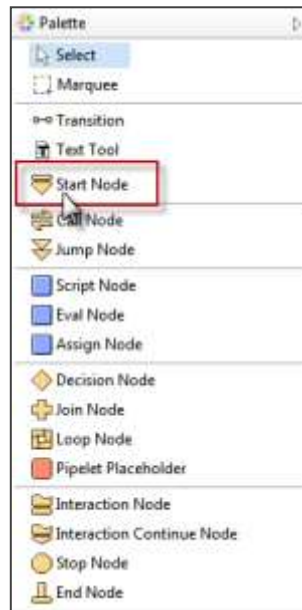 Palette
Select
Marquee
Transition
Text Tool
Start Node
Call Node
Jump Node
Script Node
Eval Node
Assign Node
Decision Node
Join Node
Loop Node
Pipelet Placeholder
Interaction Node
Interaction Continue Node
Stop Node
End Node